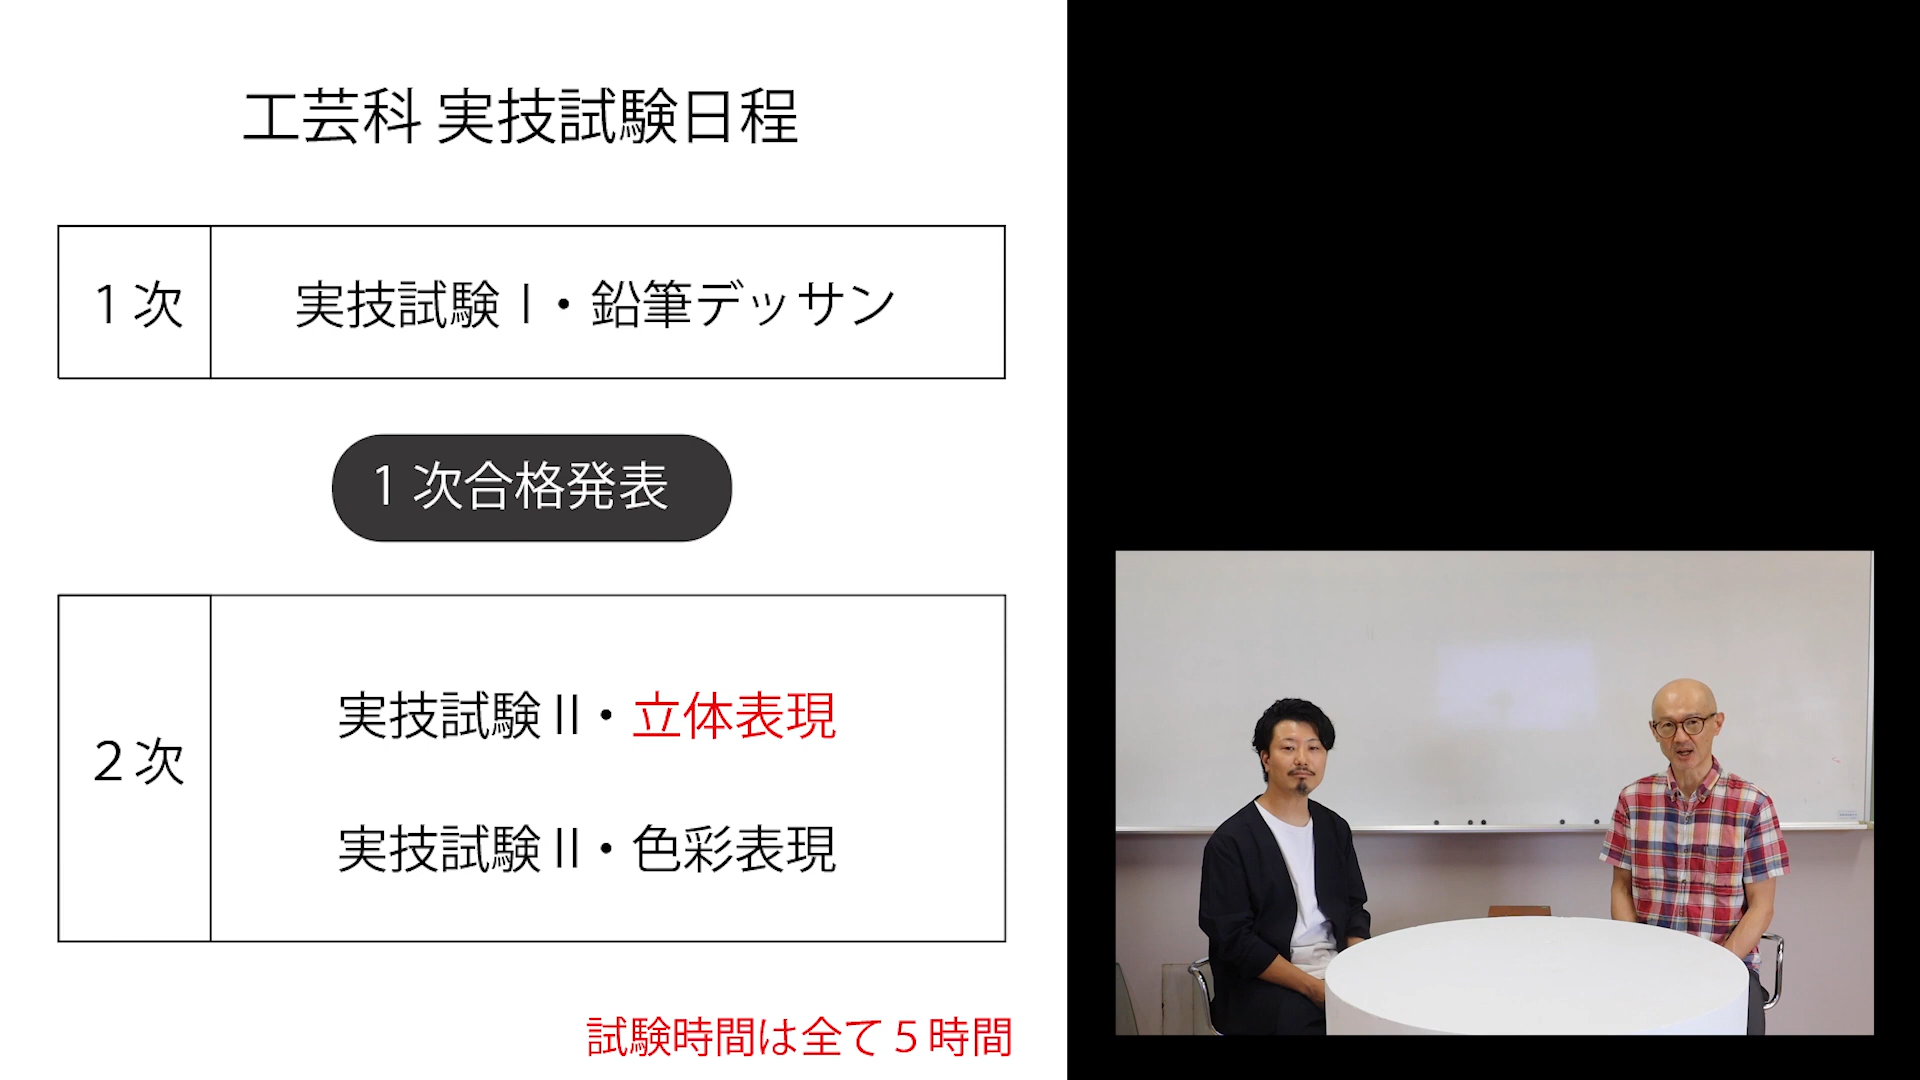 工芸科 実技試験日程
1次
実技試験Ⅰ・鉛筆デッサン
1次合格発表
2次
実技試験Ⅱ・立体表現
実技試験Ⅱ・色彩表現
試験時間は全て5時間